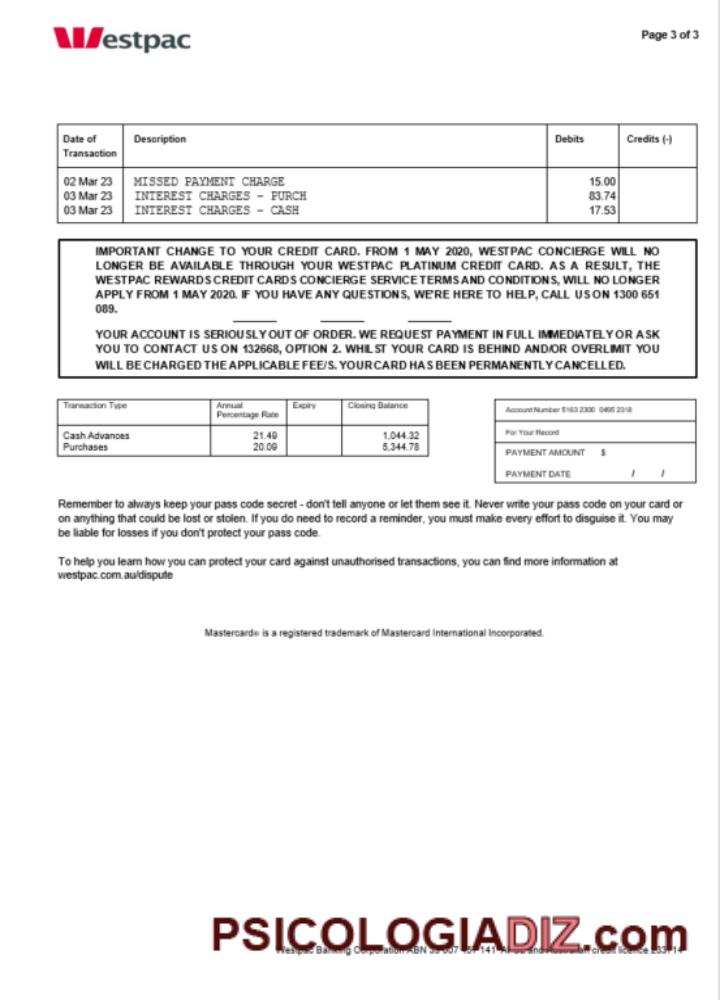 Westpac
Page 3 of 3
Date of Transaction Description Debits Credits (-)
02 Mar 23 MISSED PAYMENT CHARGE 15.00
03 Mar 23 INTEREST CHARGES - PURCH 83.74
03 Mar 23 INTEREST CHARGES - CASH 17.53
IMPORTANT CHANGE TO YOUR CREDIT CARD. FROM 1 MAY 2020, WESTPAC CONCIERGE WILL NO
LONGER BE AVAILABLE THROUGH YOUR WESTPAC PLATINUM CREDIT CARD. AS A RESULT, THE
WESTPAC REWARDS CREDIT CARDS CONCIERGE SERVICE TERMS AND CONDITIONS, WILL NO LONGER
APPLY FROM 1 MAY 2020. IF YOU HAVE ANY QUESTIONS, WE'RE HERE TO HELP, CALL US ON 1300 651
089.
YOUR ACCOUNT IS SERIOUSLY OUT OF ORDER. WE REQUEST PAYMENT IN FULL IMMEDIATELY OR ASK
YOU TO CONTACT US ON 132668, OPTION 2. WHILST YOUR CARD IS BEHIND AND/OR OVERLIMIT YOU
WILL BE CHARGED THE APPLICABLE FEE/S. YOUR CARD HAS BEEN PERMANENTLY CANCELLED.
Transaction Type Annual Percentage Rate Expiry Closing Balance
Cash Advances 21.49 1,044.32
Purchases 20.09 5,344.78
Account Number 5163 2300 0495 2318
For Your Record
PAYMENT AMOUNT $
PAYMENT DATE / /
Remember to always keep your pass code secret - don't tell anyone or let them see it. Never write your pass code on your card or
on anything that could be lost or stolen. If you do need to record a reminder, you must make every effort to disguise it. You may
be liable for losses if you don't protect your pass code.
To help you learn how you can protect your card against unauthorised transactions, you can find more information at
westpac.com.au/dispute
Mastercard® is a registered trademark of Mastercard International Incorporated.
PSICOLOGIADIZ.com
Westpac Banking Corporation ABN 33 007 457 141 and Australian credit licence